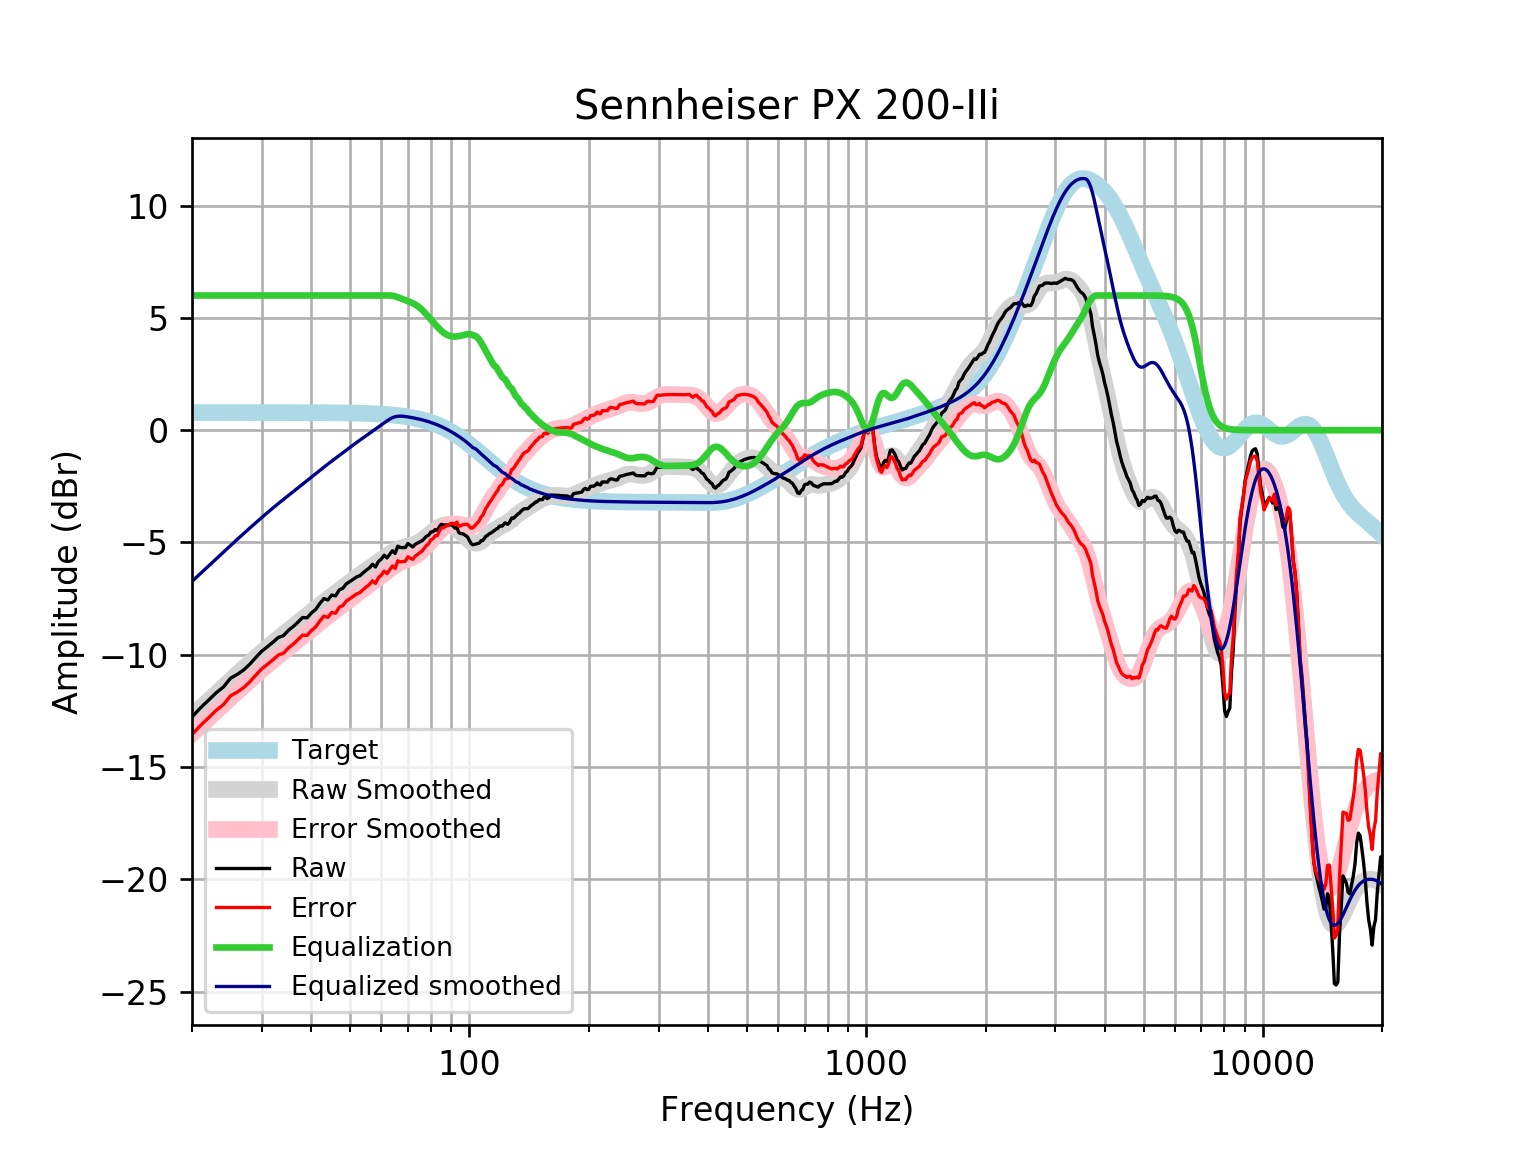 Sennheiser PX 200-IIi
Amplitude (dBr)
10
5
0
−5
−10
−15
−20
−25
Target
Raw Smoothed
Error Smoothed
Raw
Error
Equalization
Equalized smoothed
100
1000
10000
Frequency (Hz)